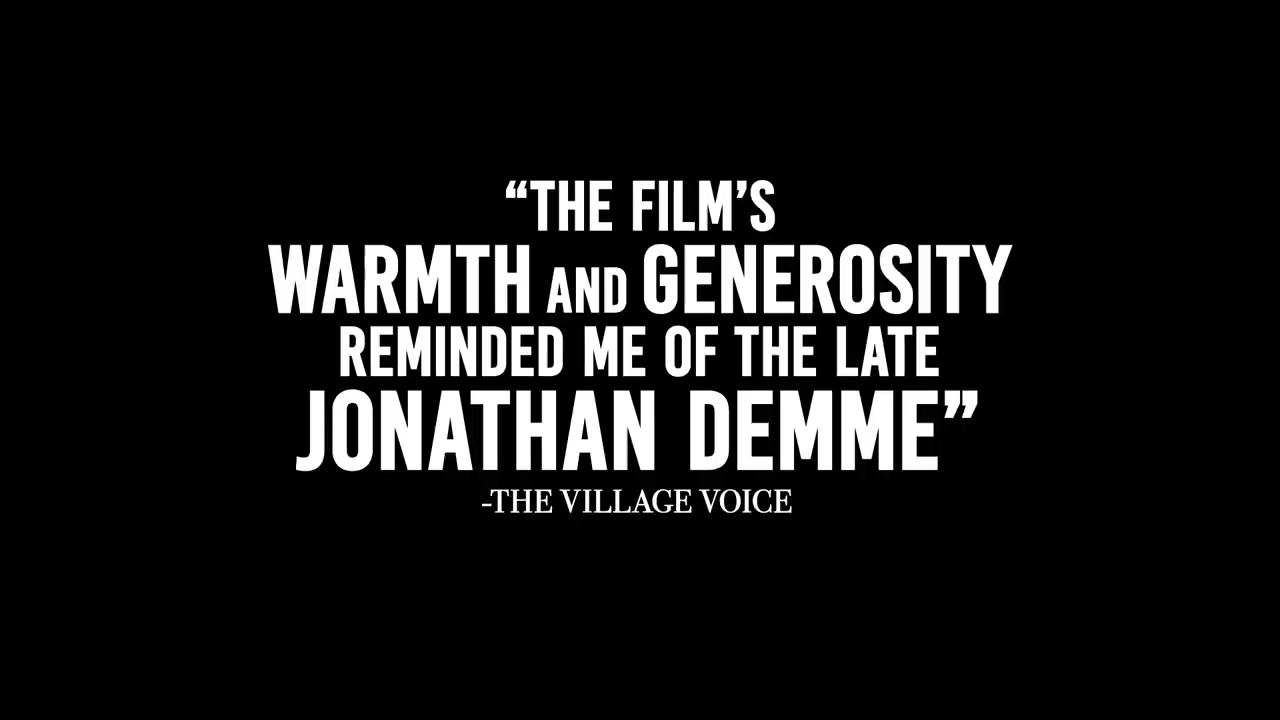 “THE FILM’S
WARMTH AND GENEROSITY
REMINDED ME OF THE LATE
JONATHAN DEMME”
-THE VILLAGE VOICE